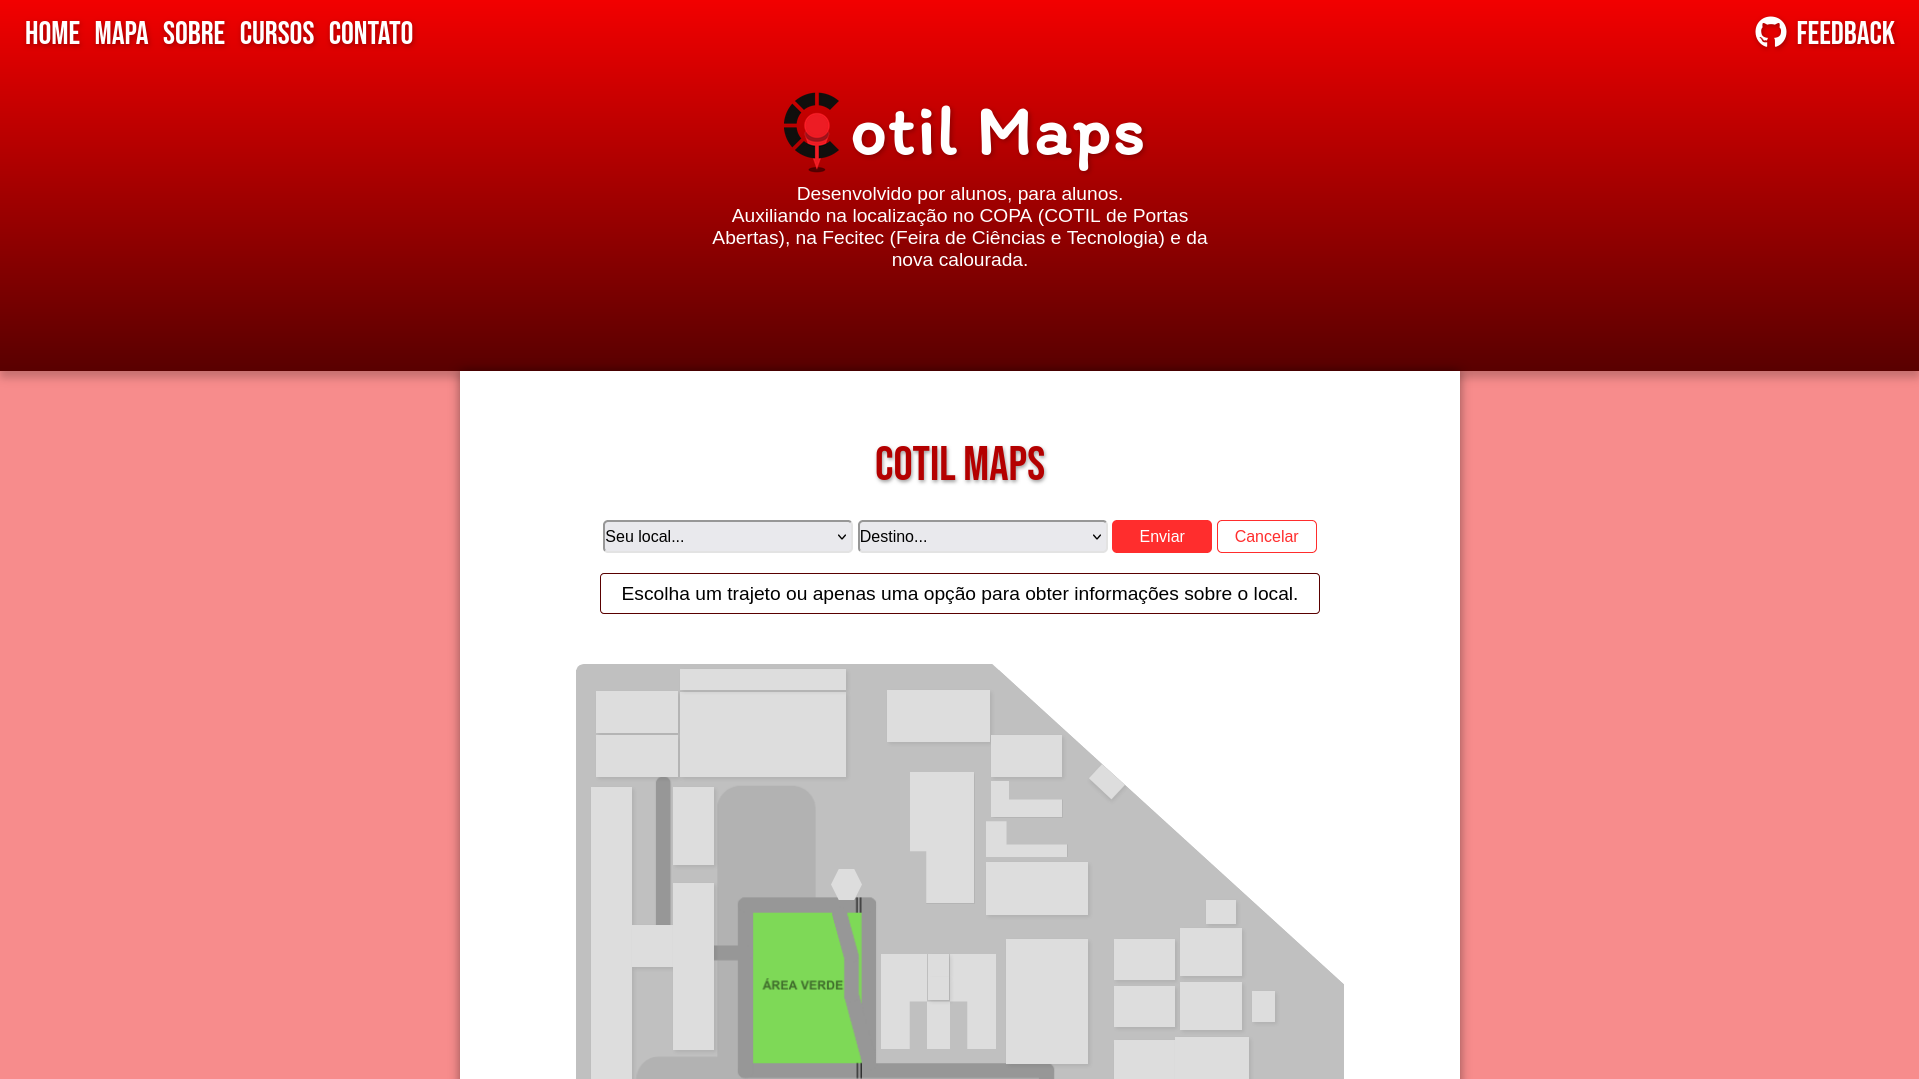 HOME MAPA SOBRE CURSOS CONTATO
FEEDBACK
Cotil Maps
Desenvolvido por alunos, para alunos.
Auxiliando na localização no COPA (COTIL de Portas
Abertas), na Fecitec (Feira de Ciências e Tecnologia) e da
nova calourada.
COTIL MAPS
Seu local...
Destino...
Enviar
Cancelar
Escolha um trajeto ou apenas uma opção para obter informações sobre o local.
ÁREA VERDE